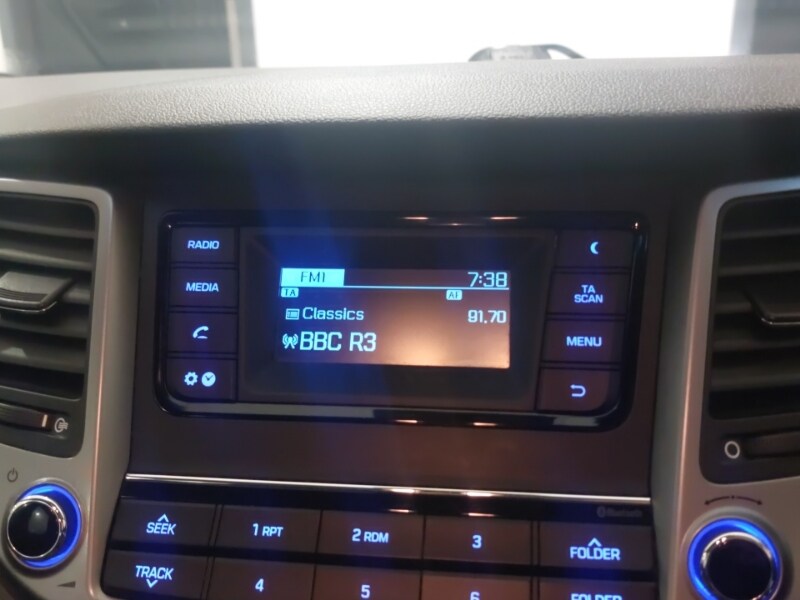 RADIO
MEDIA
FM1 7:38
TA AF
Classics 91.70
BBC R3
TA
SCAN
MENU
Bluetooth
SEEK
1 RPT
2 RDM
3
FOLDER
TRACK
4
5
6
FOLDER